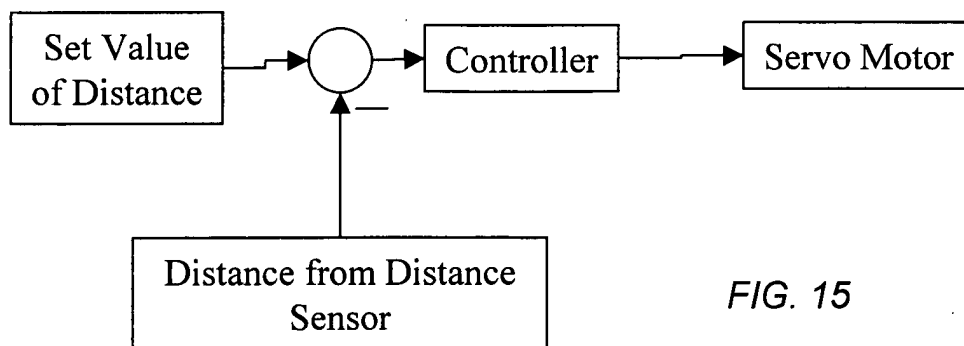 Set Value
of Distance
—
Controller
Servo Motor
Distance from Distance
Sensor
FIG. 15